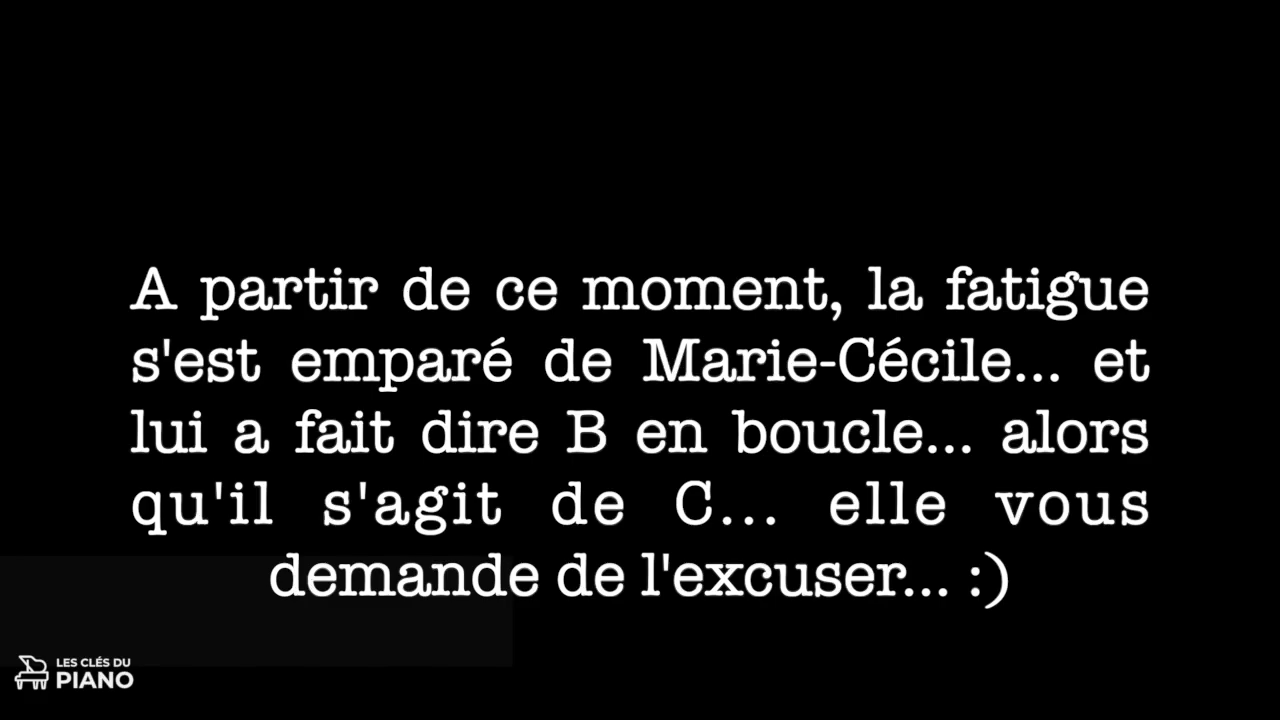 A partir de ce moment, la fatigue
s'est emparé de Marie-Cécile... et
lui a fait dire B en boucle... alors
qu'il s'agit de C... elle vous
demande de l'excuser... :)
LES CLÉS DU
PIANO